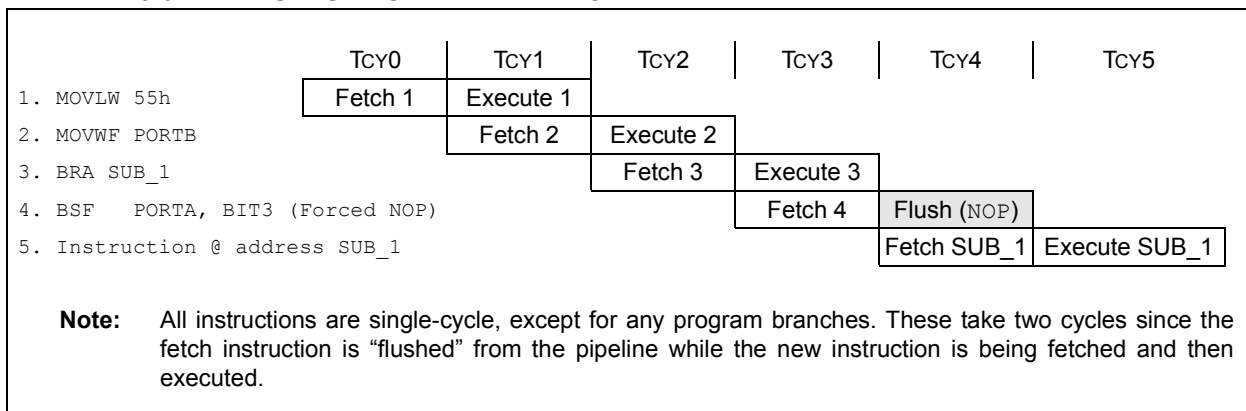 TCY0 TCY1 TCY2 TCY3 TCY4 TCY5
1. MOVLW 55h Fetch 1 Execute 1
2. MOVWF PORTB Fetch 2 Execute 2
3. BRA SUB_1 Fetch 3 Execute 3
4. BSF PORTA, BIT3 (Forced NOP) Fetch 4 Flush (NOP)
5. Instruction @ address SUB_1 Fetch SUB_1 Execute SUB_1
Note: All instructions are single-cycle, except for any program branches. These take two cycles since the
fetch instruction is “flushed” from the pipeline while the new instruction is being fetched and then
executed.